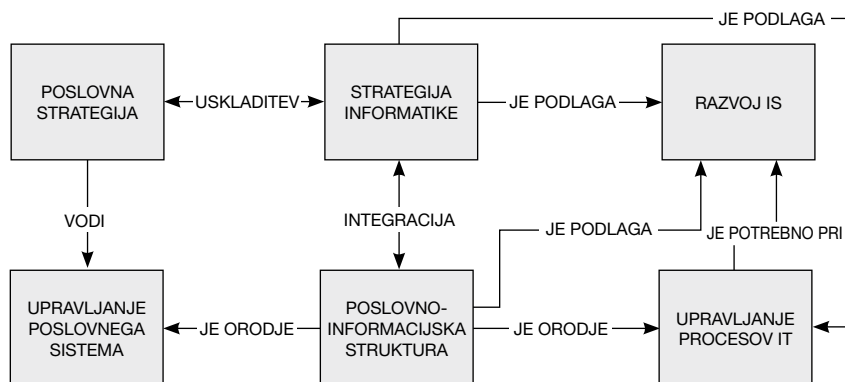 JE PODLAGA
POSLOVNA
STRATEGIJA
USKLADITEV
STRATEGIJA
INFORMATIKE
JE PODLAGA
RAZVOJ IS
VODI
INTEGRACIJA
JE PODLAGA
JE POTREBNO PRI
UPRAVLJANJE
POSLOVNEGA
SISTEMA
JE ORODJE
POSLOVNO-
INFORMACIJSKA
STRUKTURA
JE ORODJE
UPRAVLJANJE
PROCESOV IT